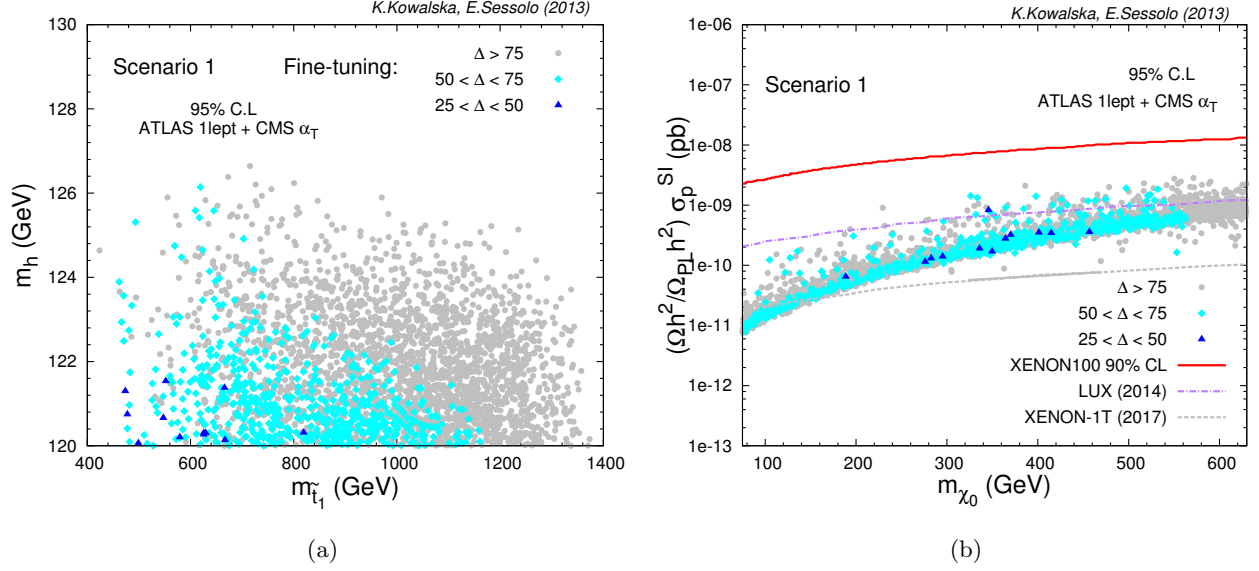 K.Kowalska, E.Sessolo (2013)
Scenario 1
Fine-tuning:
Δ > 75
50 < Δ < 75
25 < Δ < 50
95% C.L
ATLAS 1lept + CMS α_T
m_h (GeV)
130
128
126
124
122
120
400
600
800
1000
1200
1400
m_t̃₁ (GeV)
(a)
K.Kowalska, E.Sessolo (2013)
Scenario 1
95% C.L
ATLAS 1lept + CMS α_T
(Ωh²/Ω_PL h²) σ_p^SI (pb)
1e-06
1e-07
1e-08
1e-09
1e-10
1e-11
1e-12
1e-13
Δ > 75
50 < Δ < 75
25 < Δ < 50
XENON100 90% CL
LUX (2014)
XENON-1T (2017)
100
200
300
400
500
600
m_χ₀ (GeV)
(b)